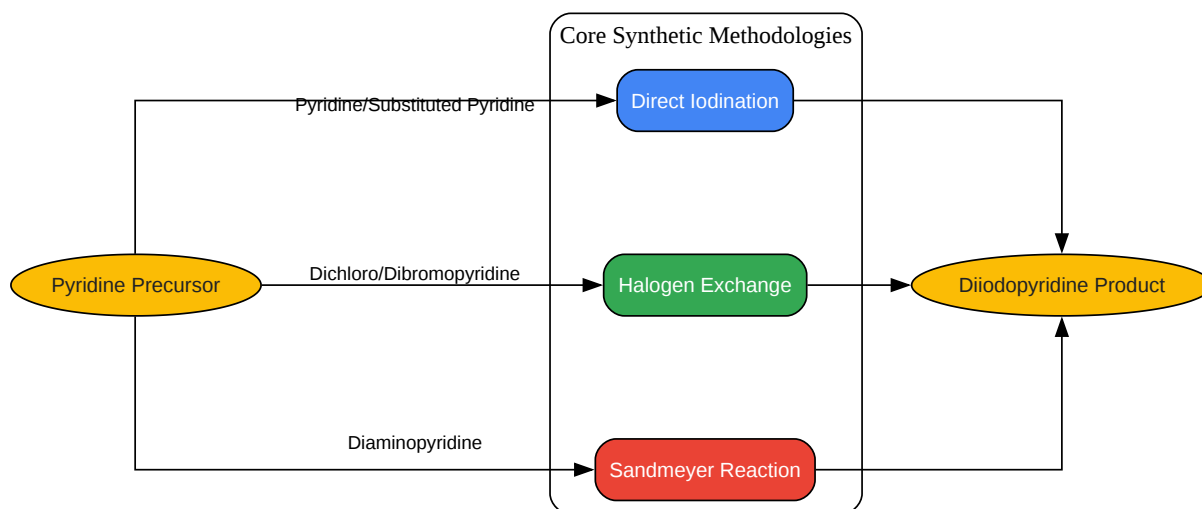 Core Synthetic Methodologies
Pyridine/Substituted Pyridine
Direct Iodination
Pyridine Precursor
Dichloro/Dibromopyridine
Halogen Exchange
Diiodopyridine Product
Diaminopyridine
Sandmeyer Reaction